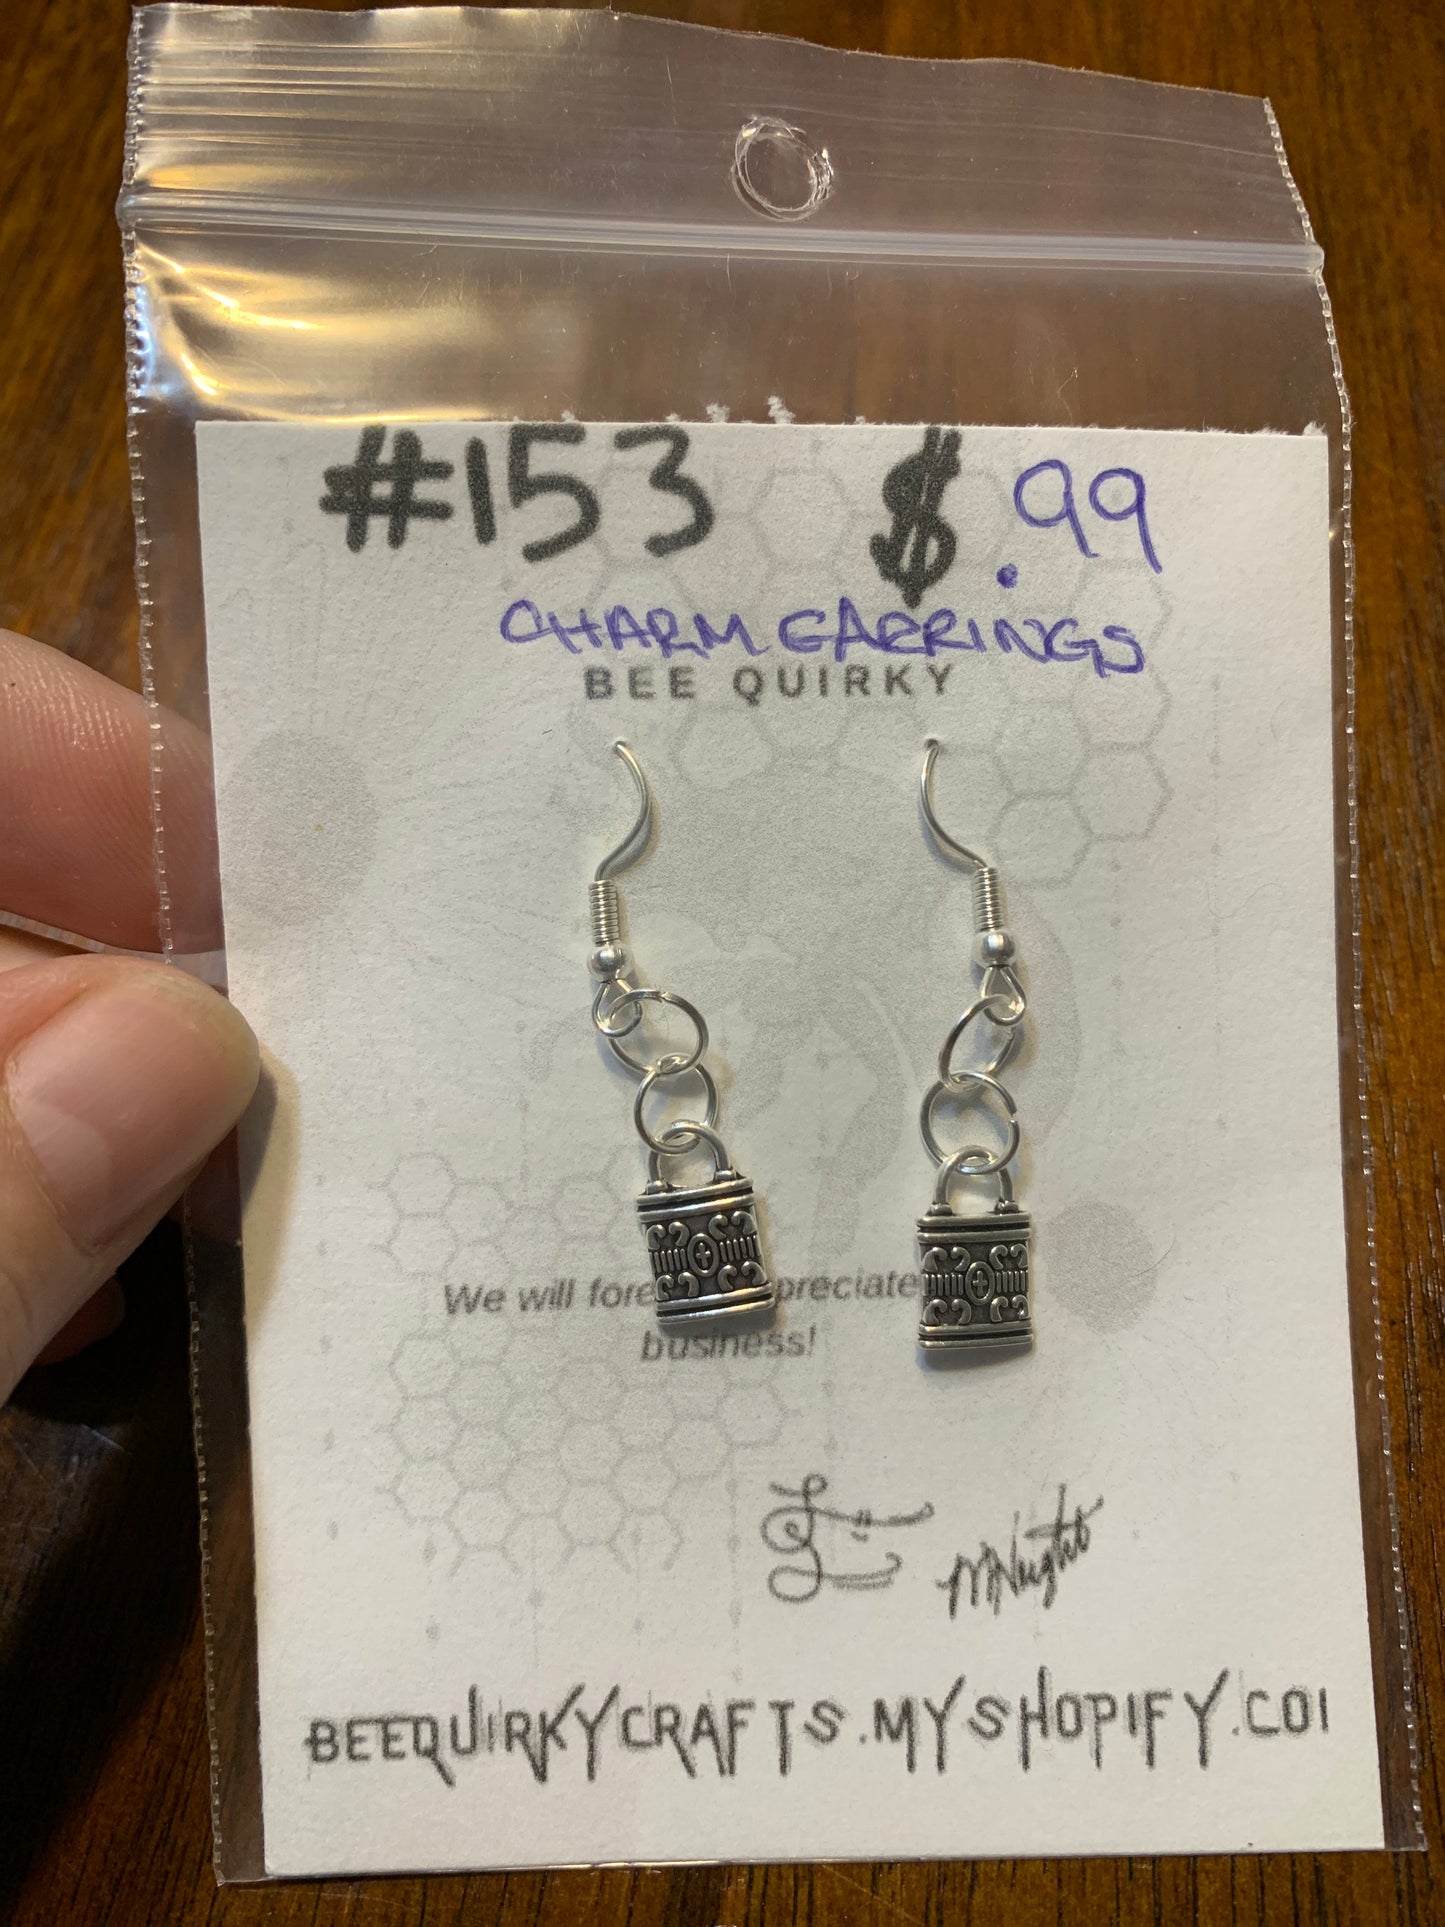 #153 $.99
CHARM EARRINGS
BEE QUIRKY
We will fore preciate
business!
BEEQUIRKYCRAFTS.MYSHOPIFY.COI